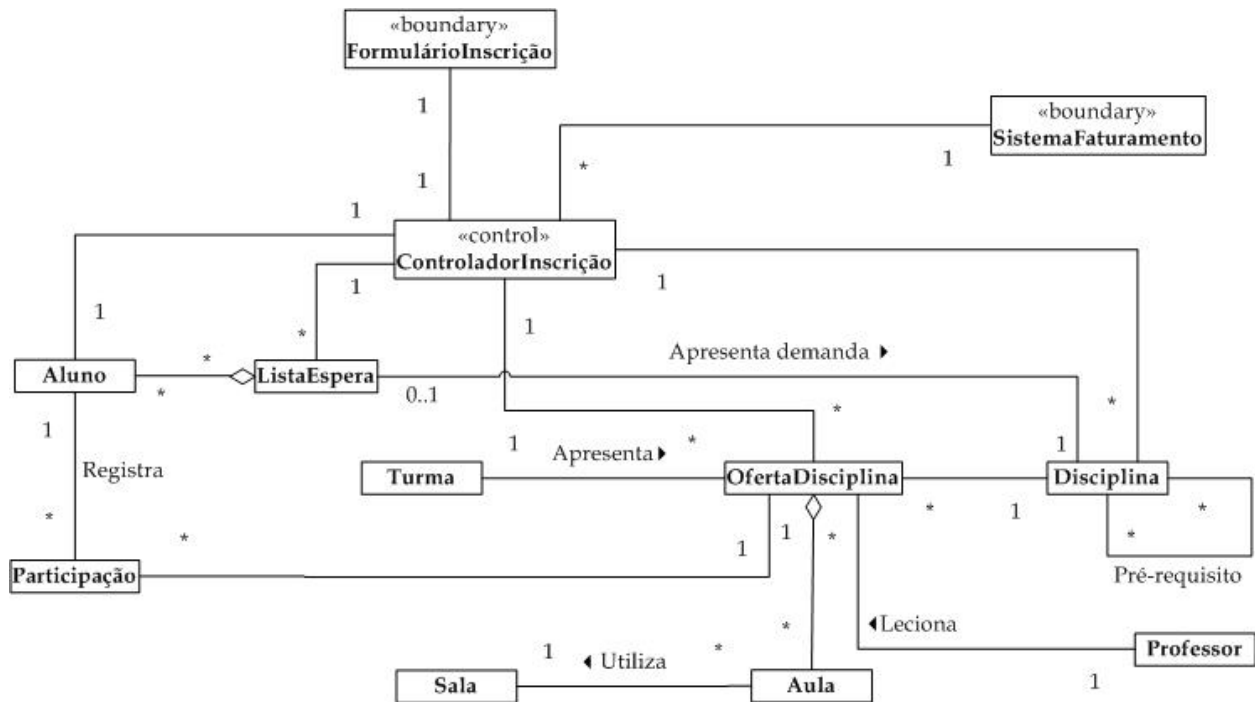 «boundary»
FormulárioInscrição
1
«boundary»
SistemaFaturamento
1
*
1
1
«control»
ControladorInscrição
1
1
1
1
*
*
Apresenta demanda ▶
Aluno
ListaEspera
*
0..1
*
*
1
1
Apresenta ▶
*
1
Registra
Turma
OfertaDisciplina
Disciplina
*
*
*
1
1
*
*
1
Participação
Pré-requisito
*
◀ Leciona
1
◀ Utiliza
*
Professor
Sala
Aula
1